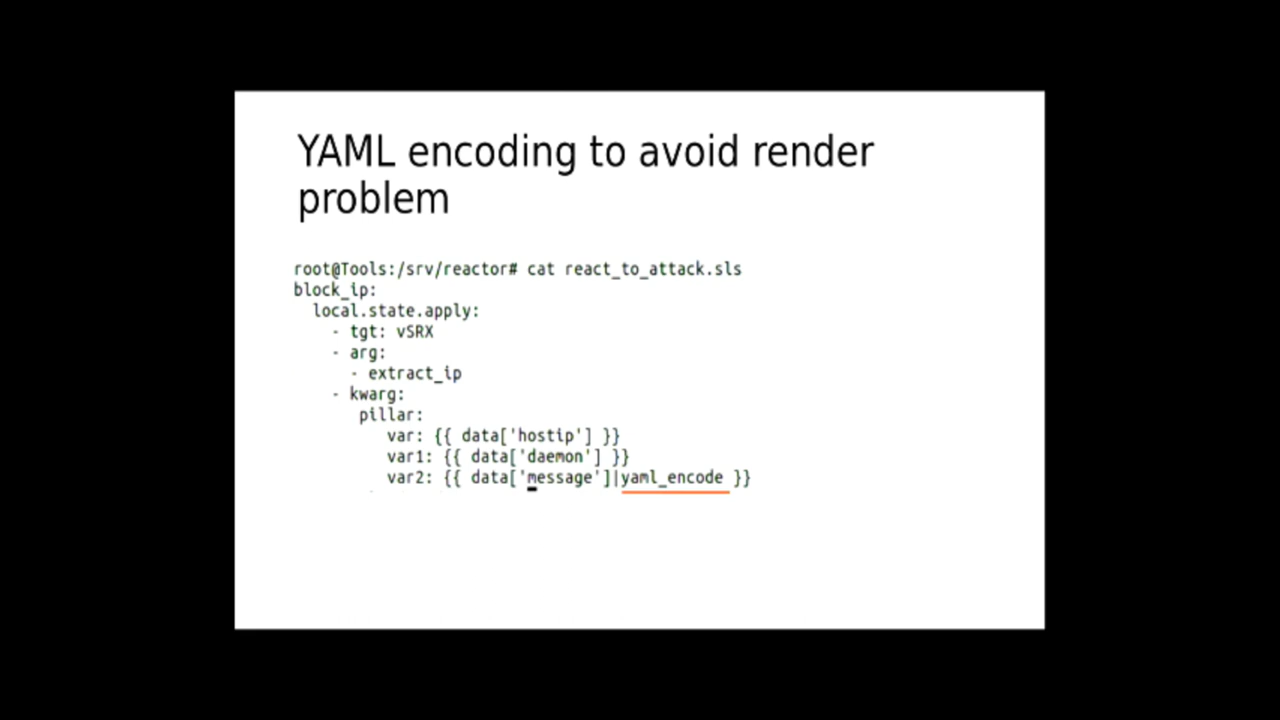 YAML encoding to avoid render
problem
root@Tools:/srv/reactor# cat react_to_attack.sls
block_ip:
  local.state.apply:
    - tgt: vSRX
    - arg:
      - extract_ip
    - kwarg:
       pillar:
          var: {{ data['hostip'] }}
          var1: {{ data['daemon'] }}
          var2: {{ data['message']|yaml_encode }}